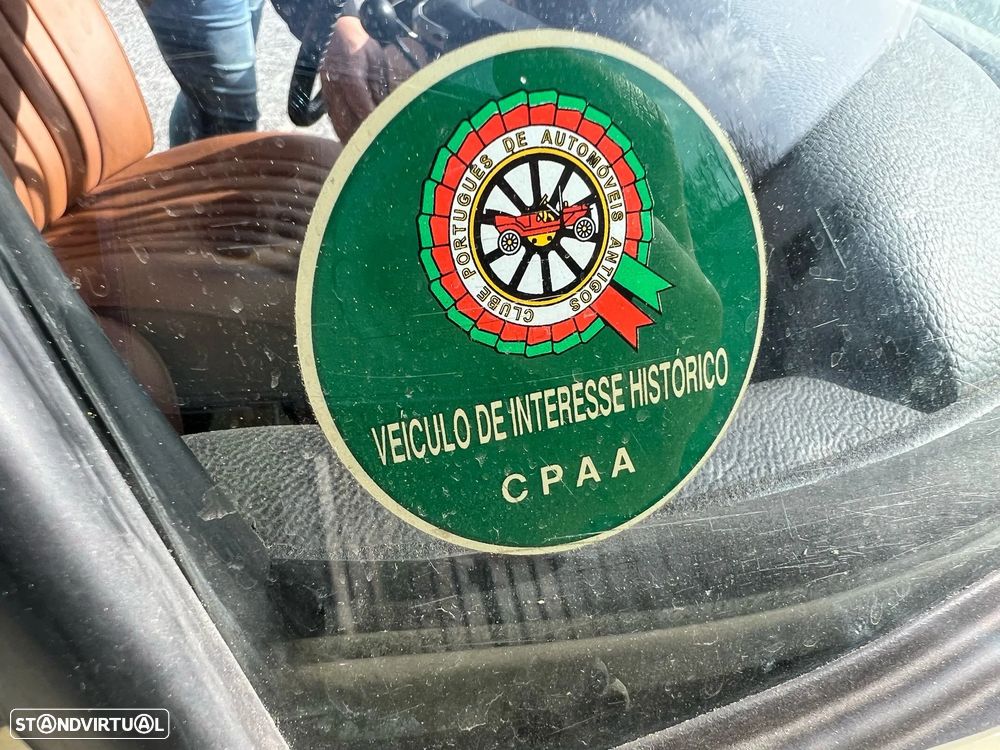 CLUBE PORTUGUÊS DE AUTOMÓVEIS ANTIGOS
VEÍCULO DE INTERESSE HISTÓRICO
CPAA
STANDVIRTUAL